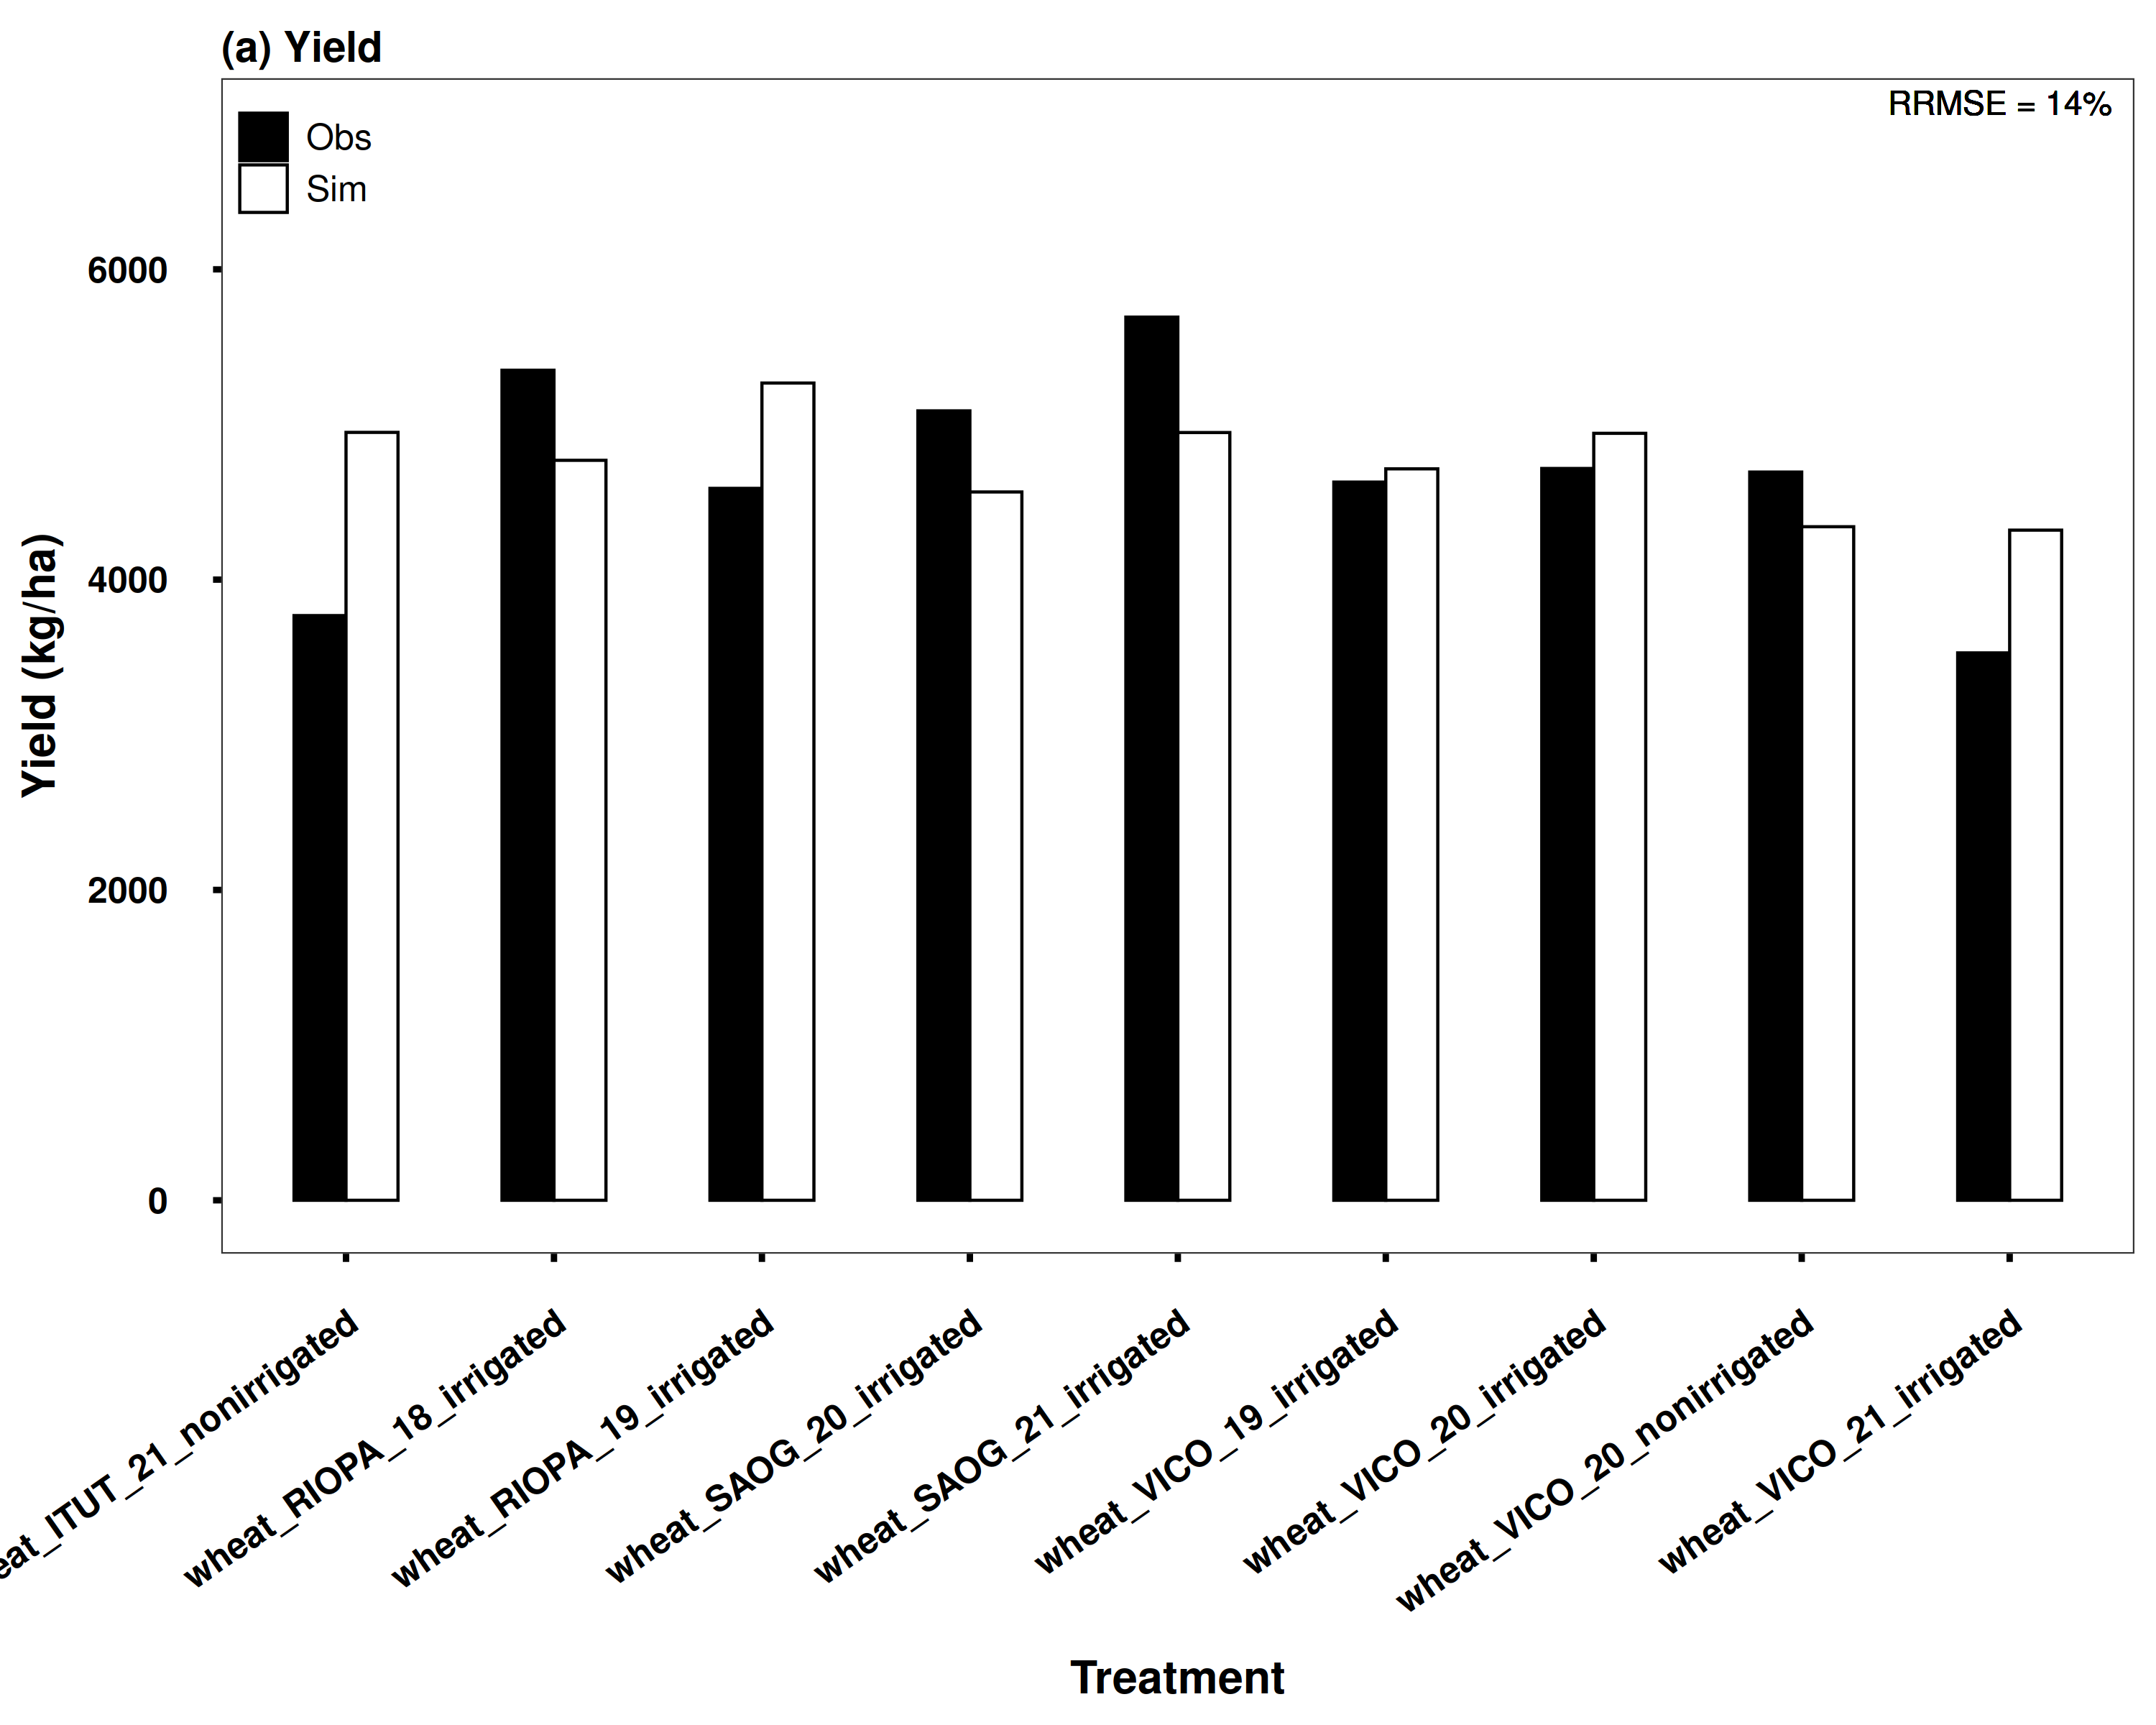 (a) Yield
RRMSE = 14%
Obs
Sim
Yield (kg/ha)
6000
4000
2000
0
eat_ITUT_21_nonirrigated
wheat_RIOPA_18_irrigated
wheat_RIOPA_19_irrigated
wheat_SAOG_20_irrigated
wheat_SAOG_21_irrigated
wheat_VICO_19_irrigated
wheat_VICO_20_irrigated
wheat_VICO_20_nonirrigated
wheat_VICO_21_irrigated
Treatment